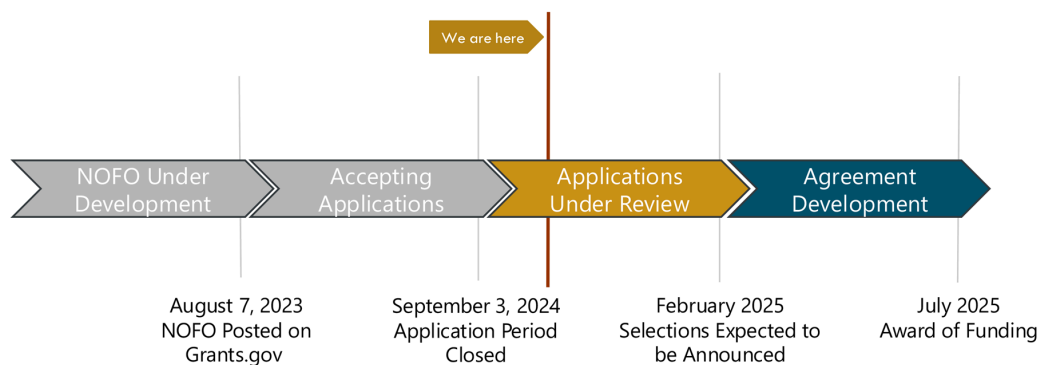 We are here
NOFO Under
Development
Accepting
Applications
Applications
Under Review
Agreement
Development
August 7, 2023
NOFO Posted on
Grants.gov
September 3, 2024
Application Period
Closed
February 2025
Selections Expected to
be Announced
July 2025
Award of Funding